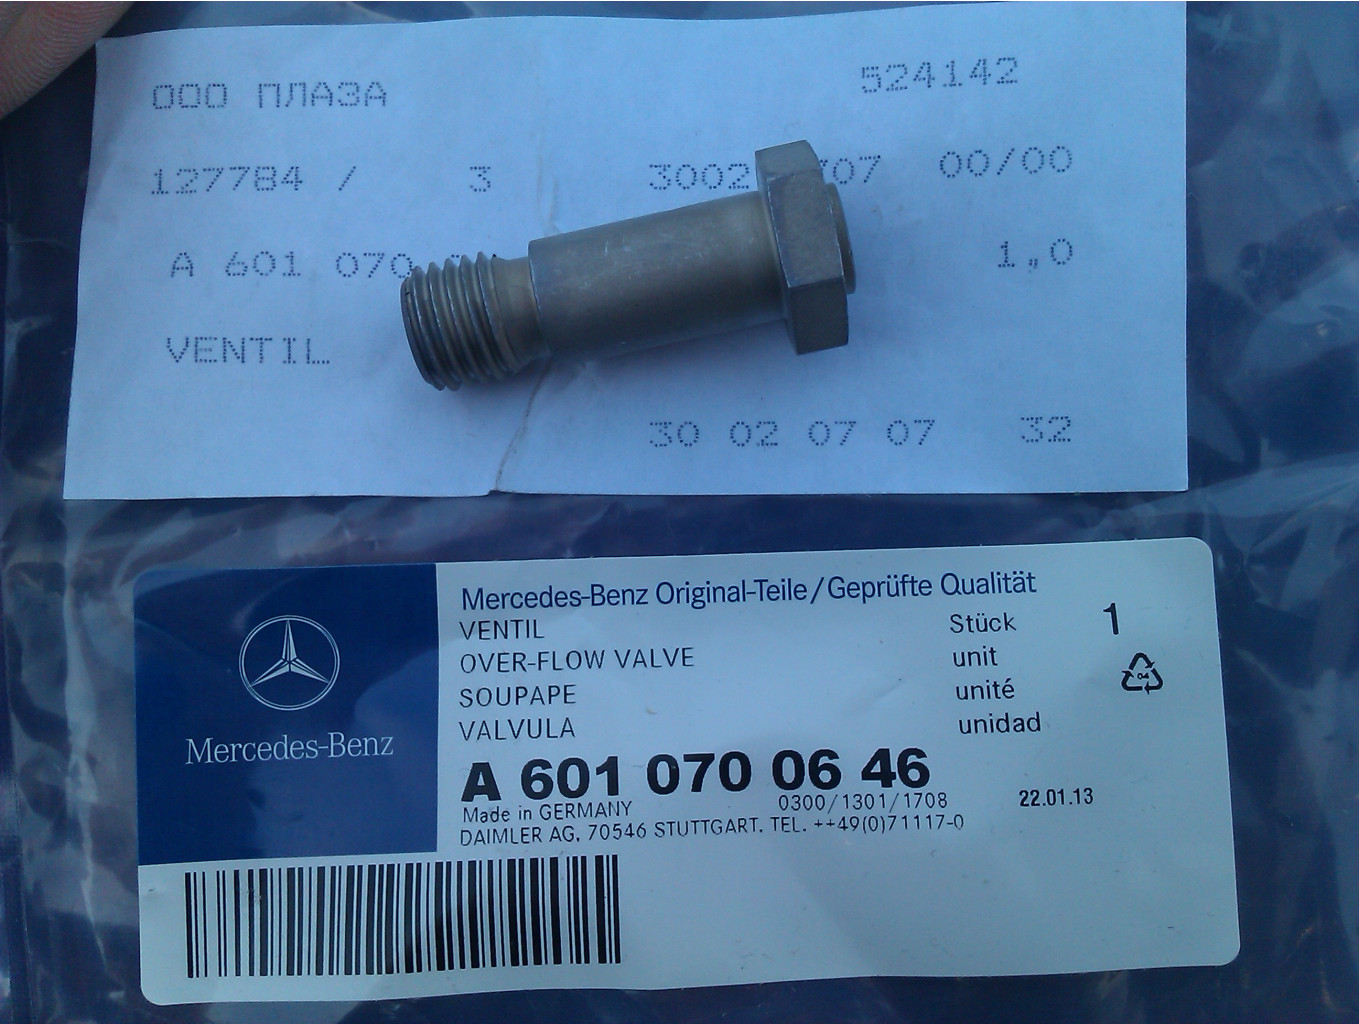 ООО ПЛАЗА 524142
127784 / 3 3002 707 00/00
A 601 070 1,0
VENTIL
30 02 07 07 32
Mercedes-Benz Original-Teile/Geprüfte Qualität
VENTIL Stück 1
OVER-FLOW VALVE unit
SOUPAPE unité
VALVULA unidad
Mercedes-Benz
A 601 070 06 46
Made in GERMANY 0300/1301/1708 22.01.13
DAIMLER AG, 70546 STUTTGART. TEL. ++49(0)71117-0
04